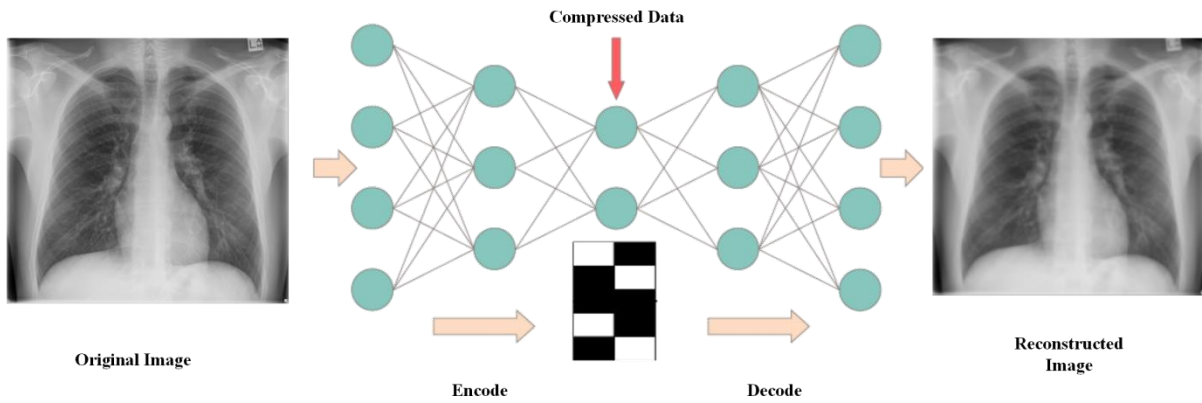 Compressed Data
Original Image
Encode
Decode
Reconstructed
Image